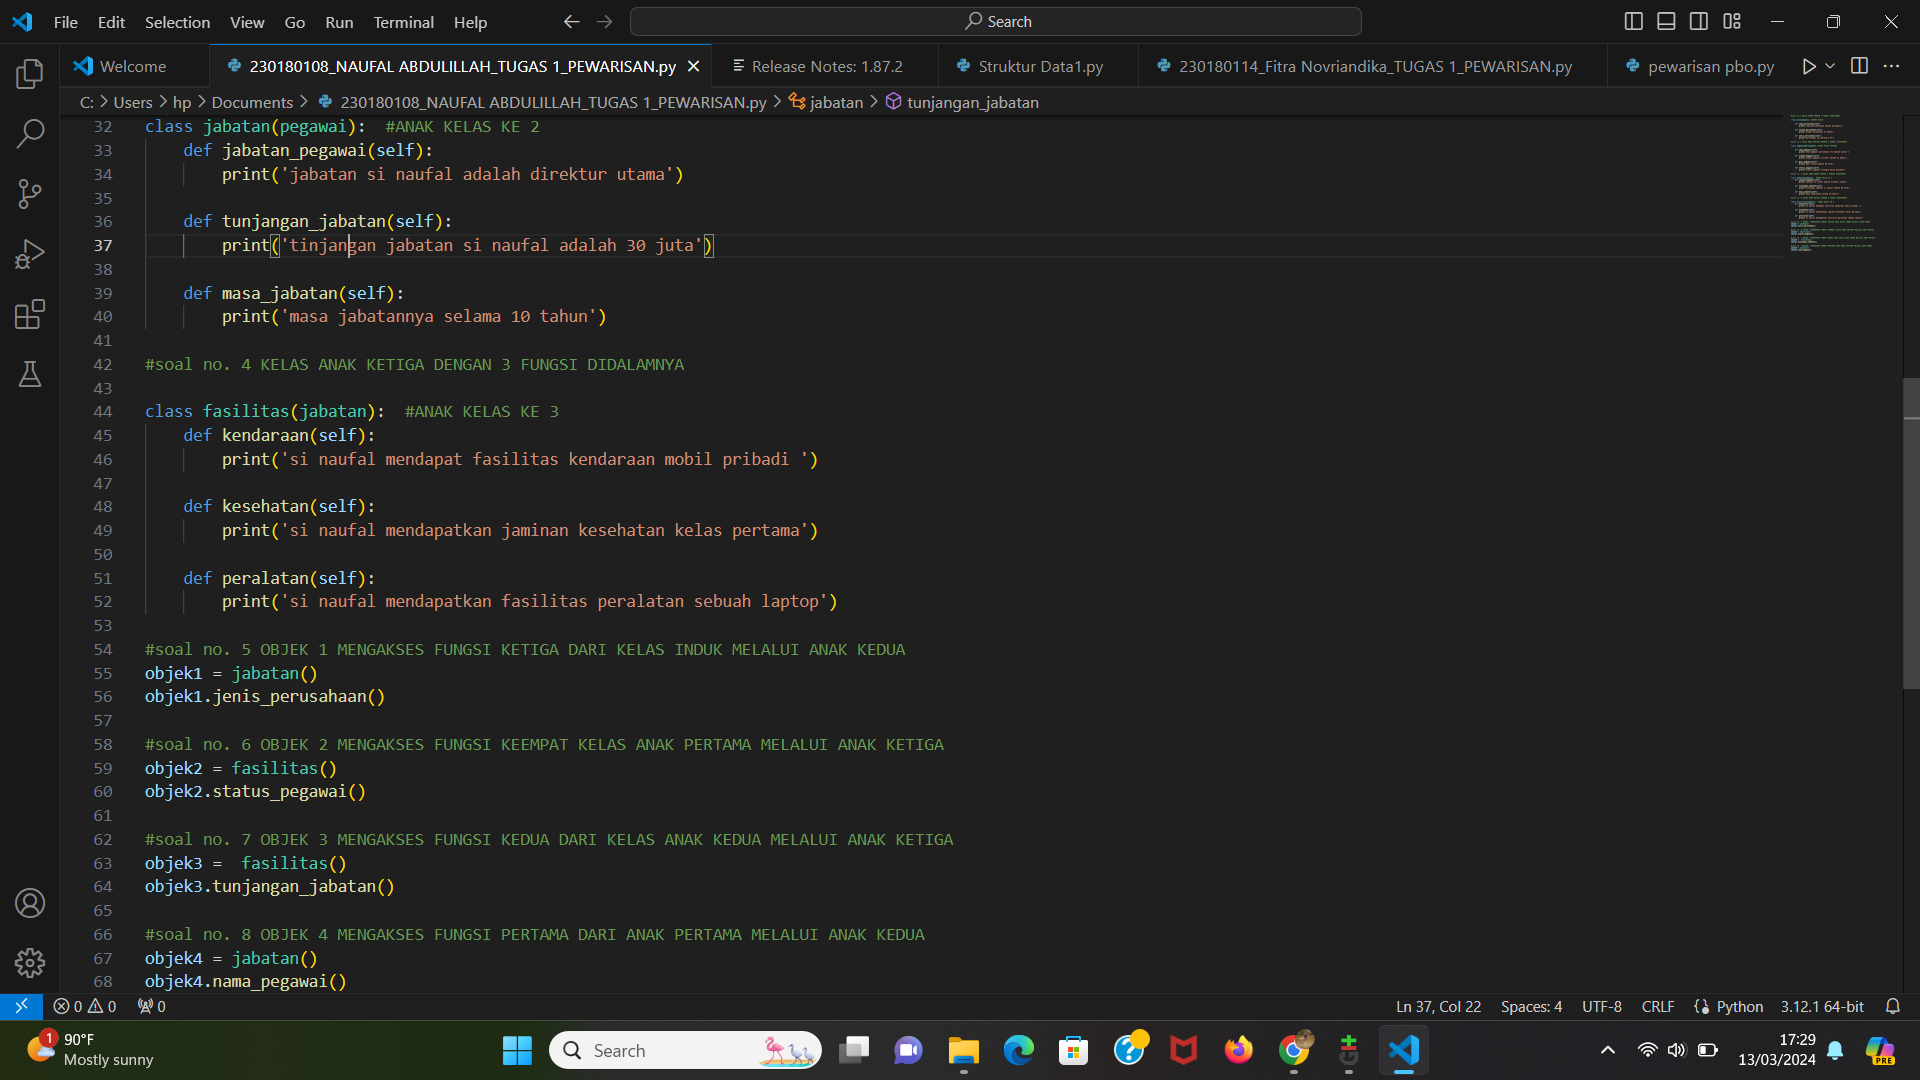 File Edit Selection View Go Run Terminal Help Search
Welcome 230180108_NAUFAL ABDULILLAH_TUGAS 1_PEWARISAN.py Release Notes: 1.87.2 Struktur Data1.py 230180114_Fitra Novriandika_TUGAS 1_PEWARISAN.py pewarisan pbo.py
C: > Users > hp > Documents > 230180108_NAUFAL ABDULILLAH_TUGAS 1_PEWARISAN.py > jabatan > tunjangan_jabatan
32 class jabatan(pegawai):  #ANAK KELAS KE 2
33     def jabatan_pegawai(self):
34         print('jabatan si naufal adalah direktur utama')
35
36     def tunjangan_jabatan(self):
37         print('tinjangan jabatan si naufal adalah 30 juta')
38
39     def masa_jabatan(self):
40         print('masa jabatannya selama 10 tahun')
41
42 #soal no. 4 KELAS ANAK KETIGA DENGAN 3 FUNGSI DIDALAMNYA
43
44 class fasilitas(jabatan):  #ANAK KELAS KE 3
45     def kendaraan(self):
46         print('si naufal mendapat fasilitas kendaraan mobil pribadi ')
47
48     def kesehatan(self):
49         print('si naufal mendapatkan jaminan kesehatan kelas pertama')
50
51     def peralatan(self):
52         print('si naufal mendapatkan fasilitas peralatan sebuah laptop')
53
54 #soal no. 5 OBJEK 1 MENGAKSES FUNGSI KETIGA DARI KELAS INDUK MELALUI ANAK KEDUA
55 objek1 = jabatan()
56 objek1.jenis_perusahaan()
57
58 #soal no. 6 OBJEK 2 MENGAKSES FUNGSI KEEMPAT KELAS ANAK PERTAMA MELALUI ANAK KETIGA
59 objek2 = fasilitas()
60 objek2.status_pegawai()
61
62 #soal no. 7 OBJEK 3 MENGAKSES FUNGSI KEDUA DARI KELAS ANAK KEDUA MELALUI ANAK KETIGA
63 objek3 =  fasilitas()
64 objek3.tunjangan_jabatan()
65
66 #soal no. 8 OBJEK 4 MENGAKSES FUNGSI PERTAMA DARI ANAK PERTAMA MELALUI ANAK KEDUA
67 objek4 = jabatan()
68 objek4.nama_pegawai()
0 0 0 Ln 37, Col 22 Spaces: 4 UTF-8 CRLF Python 3.12.1 64-bit
1 90°F Search 17:29
Mostly sunny 13/03/2024 PRE